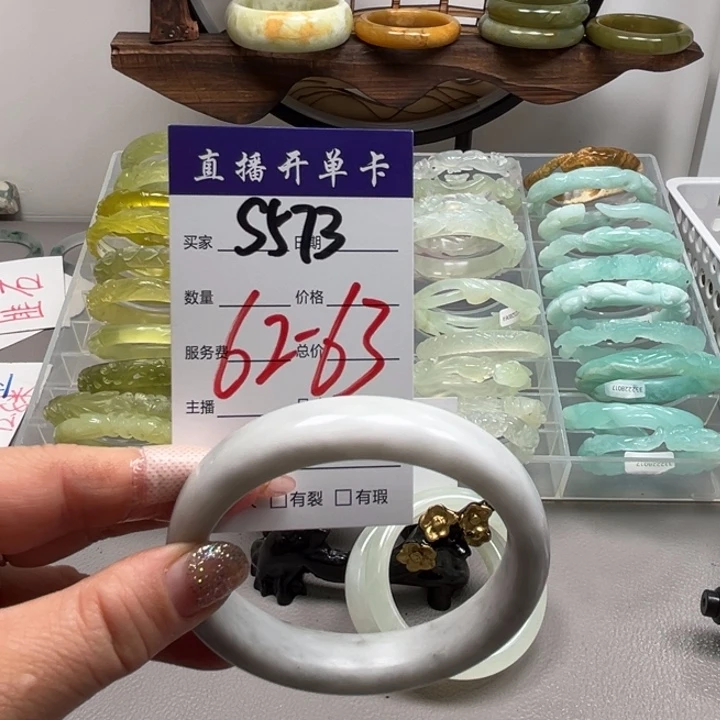 直播开单卡
买家 S573 日期
数量 价格
62-63
服务费 总价
主播
有裂 有瑕